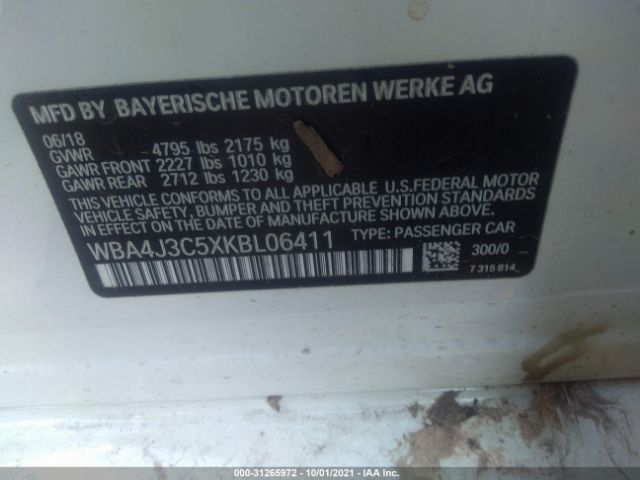 MFD BY BAYERISCHE MOTOREN WERKE AG
06/18
GVWR 4795 lbs 2175 kg
GAWR FRONT 2227 lbs 1010 kg
GAWR REAR 2712 lbs 1230 kg
THIS VEHICLE CONFORMS TO ALL APPLICABLE U.S.FEDERAL MOTOR
VEHICLE SAFETY, BUMPER, AND THEFT PREVENTION STANDARDS
IN EFFECT ON THE DATE OF MANUFACTURE SHOWN ABOVE.
WBA4J3C5XKBL06411 TYPE: PASSENGER CAR
300/0
7 315 814
000-31265972 - 10/01/2021 - IAA Inc.